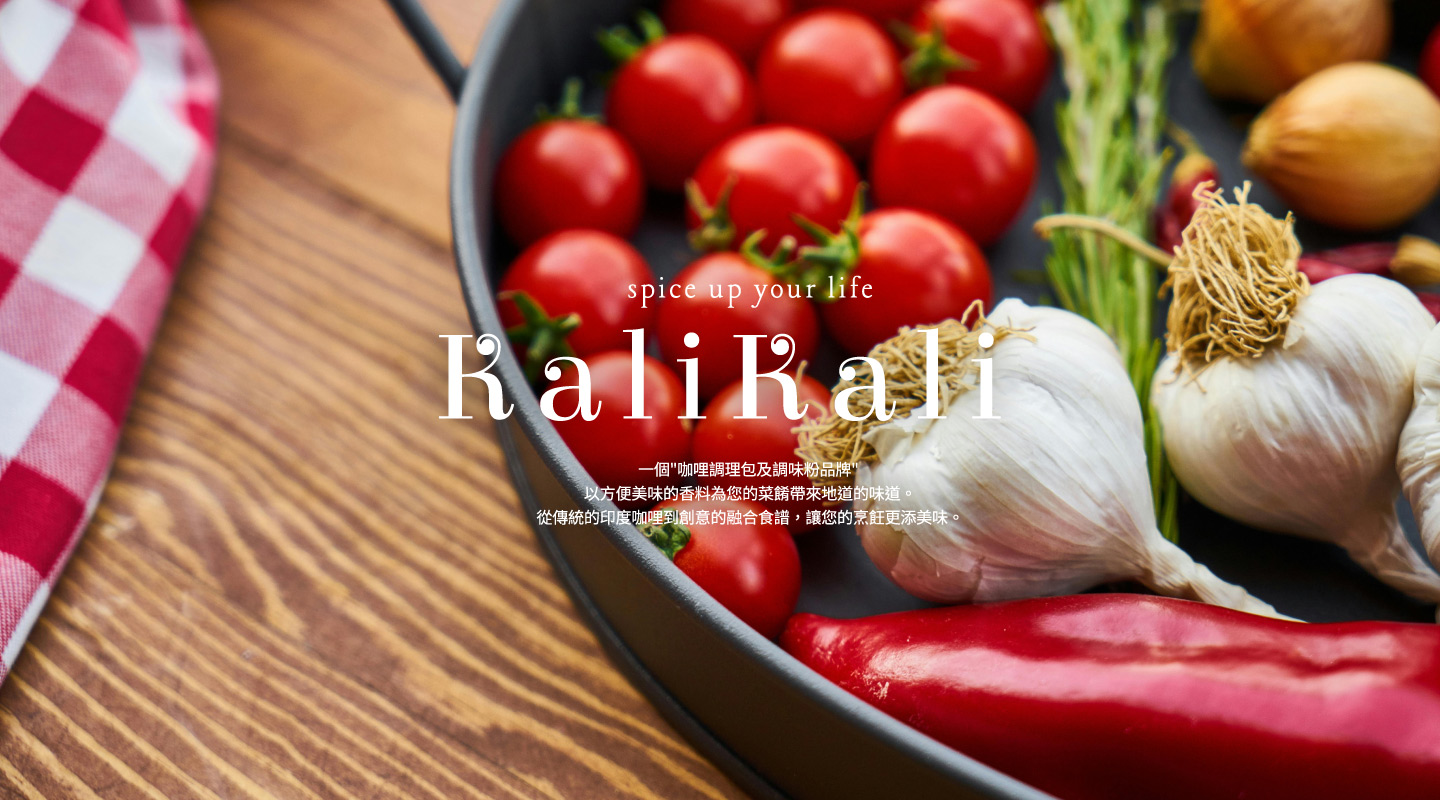 spice up your life
KaliKali
一個"咖哩調理包及調味粉品牌"
以方便美味的香料為您的菜餚帶來地道的味道。
從傳統的印度咖哩到創意的融合食譜，讓您的烹飪更添美味。